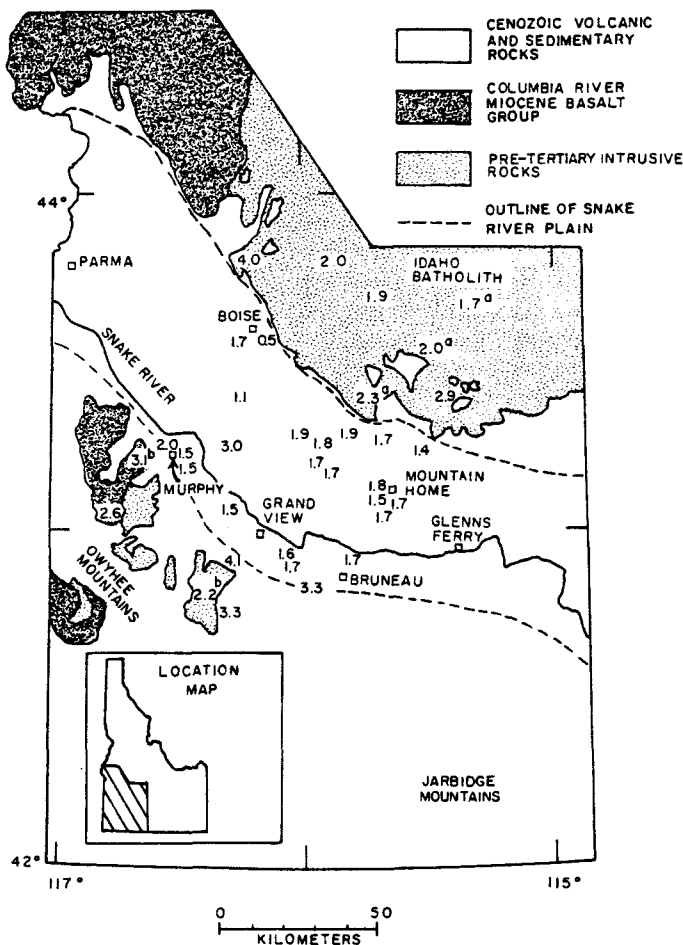 CENOZOIC VOLCANIC
AND SEDIMENTARY
ROCKS
COLUMBIA RIVER
MIOCENE BASALT
GROUP
PRE-TERTIARY INTRUSIVE
ROCKS
OUTLINE OF SNAKE
RIVER PLAIN
44°
PARMA
4.0
2.0
IDAHO
BATHOLITH
1.9
1.7 a
BOISE
1.7
0.5
SNAKE RIVER
2.0 a
2.3 a
2.9
1.1
3.0
1.9
1.8
1.9
1.7
1.4
1.7
1.7
2.0
1.5
3.1 b
1.5
MURPHY
1.8
MOUNTAIN
HOME
1.5
1.7
1.7
2.6
1.5
GRAND
VIEW
GLENNS
FERRY
OWYHEE
MOUNTAINS
4.1
1.6
1.7
1.7
BRUNEAU
b
2.2
3.3
3.3
LOCATION
MAP
JARBIDGE
MOUNTAINS
42°
117°
115°
0
50
KILOMETERS